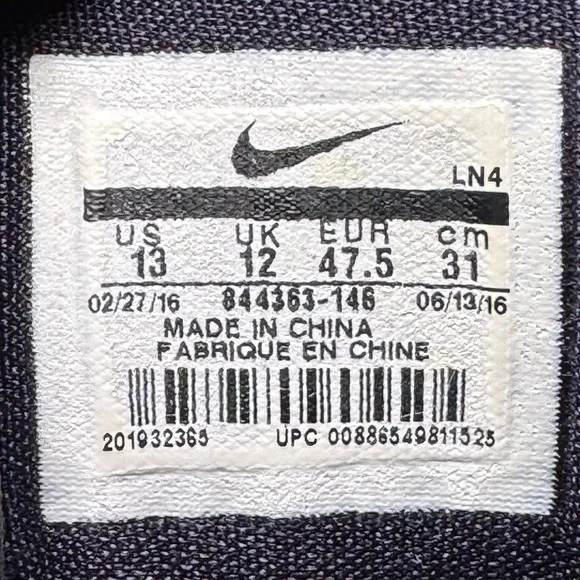 LN4
US UK EUR cm
13 12 47.5 31
02/27/16 844363-146 06/13/16
MADE IN CHINA
FABRIQUE EN CHINE
201932365 UPC 00886549811525